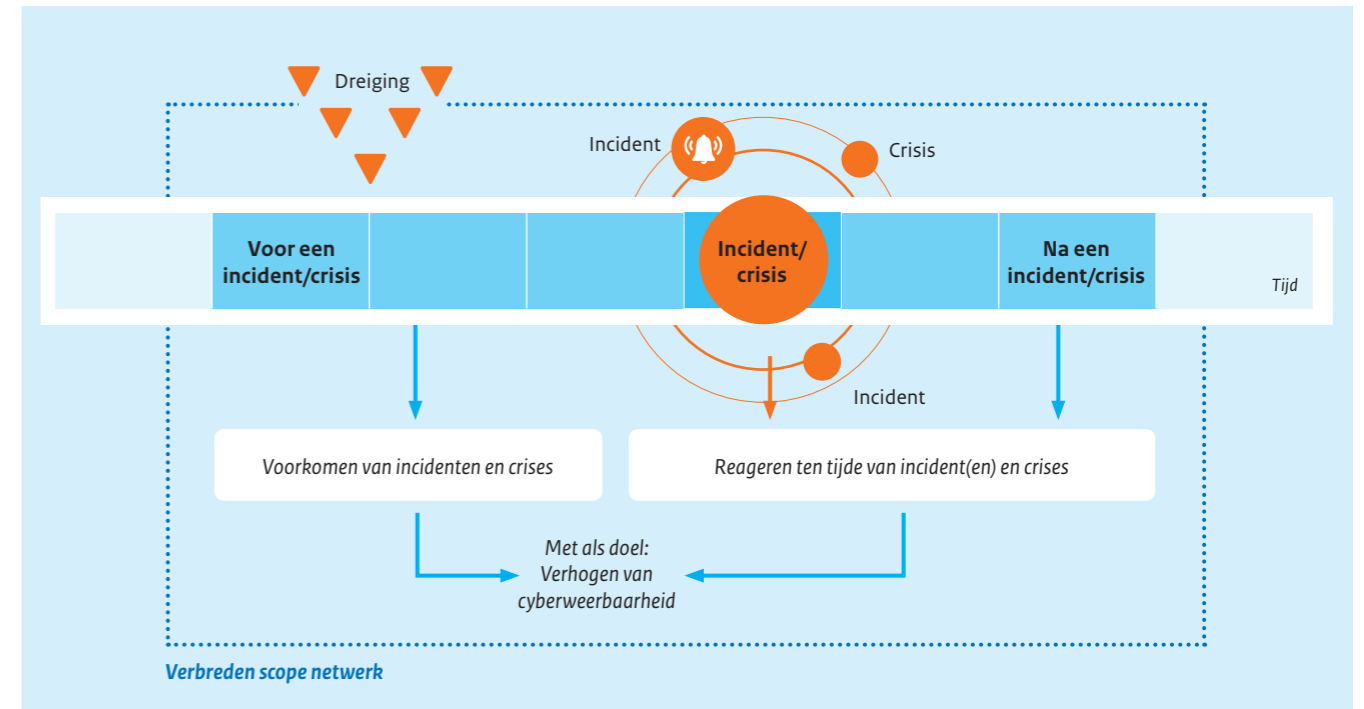 Dreiging
Incident
Crisis
Voor een
incident/crisis
Incident/
crisis
Na een
incident/crisis
Tijd
Incident
Voorkomen van incidenten en crises
Reageren ten tijde van incident(en) en crises
Met als doel:
Verhogen van
cyberweerbaarheid
Verbreden scope netwerk